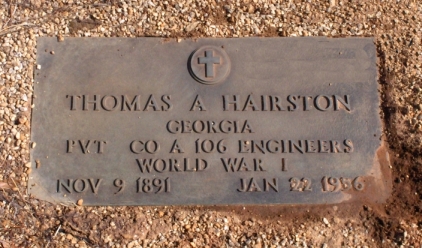 THOMAS A HAIRSTON
GEORGIA
PVT CO A 106 ENGINEERS
WORLD WAR I
NOV 9 1891 JAN 22 1956